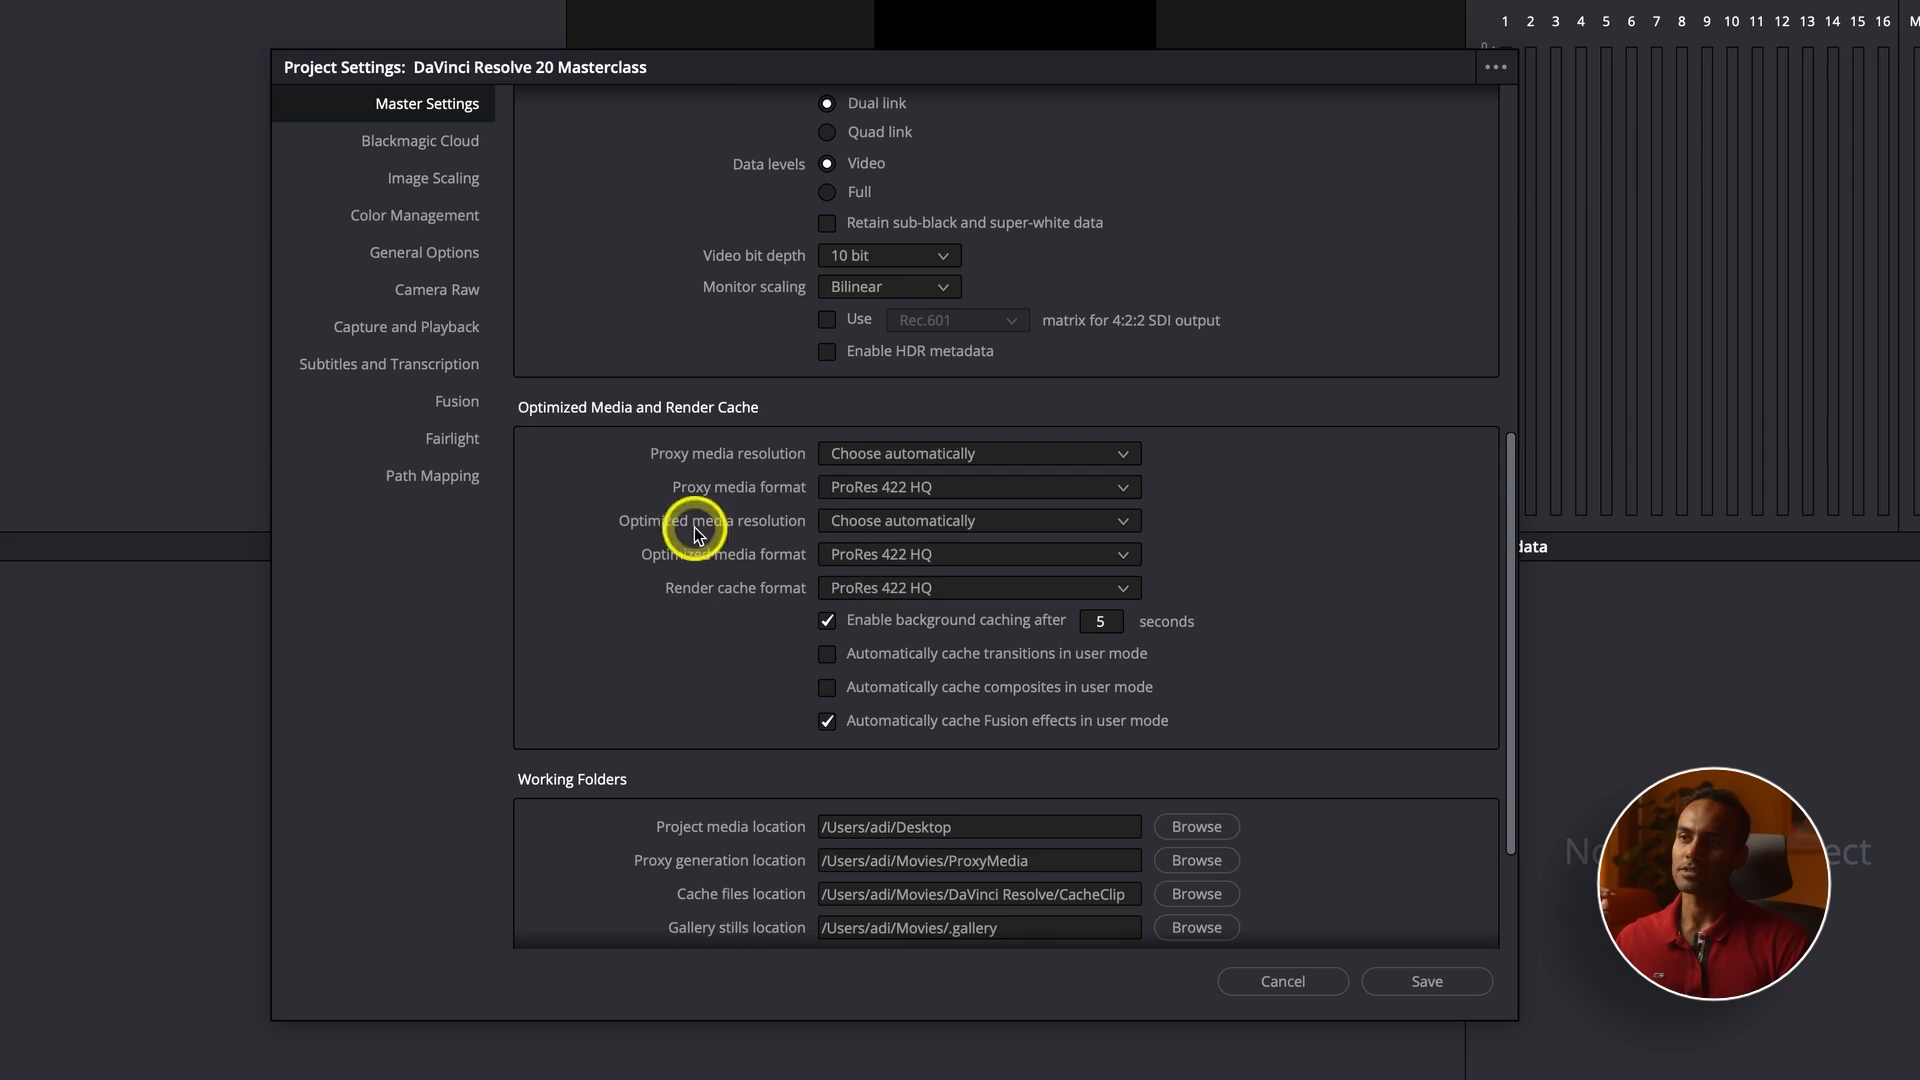 1 2 3 4 5 6 7 8 9 10 11 12 13 14 15 16 M
0
Project Settings: DaVinci Resolve 20 Masterclass
Master Settings
Blackmagic Cloud
Image Scaling
Color Management
General Options
Camera Raw
Capture and Playback
Subtitles and Transcription
Fusion
Fairlight
Path Mapping
Dual link
Quad link
Data levels Video
Full
Retain sub-black and super-white data
Video bit depth 10 bit
Monitor scaling Bilinear
Use Rec.601 matrix for 4:2:2 SDI output
Enable HDR metadata
Optimized Media and Render Cache
Proxy media resolution Choose automatically
Proxy media format ProRes 422 HQ
Optimized media resolution Choose automatically
Optimized media format ProRes 422 HQ
Render cache format ProRes 422 HQ
Enable background caching after 5 seconds
Automatically cache transitions in user mode
Automatically cache composites in user mode
Automatically cache Fusion effects in user mode
Working Folders
Project media location /Users/adi/Desktop Browse
Proxy generation location /Users/adi/Movies/ProxyMedia Browse
Cache files location /Users/adi/Movies/DaVinci Resolve/CacheClip Browse
Gallery stills location /Users/adi/Movies/.gallery Browse
Cancel Save
data
No ect